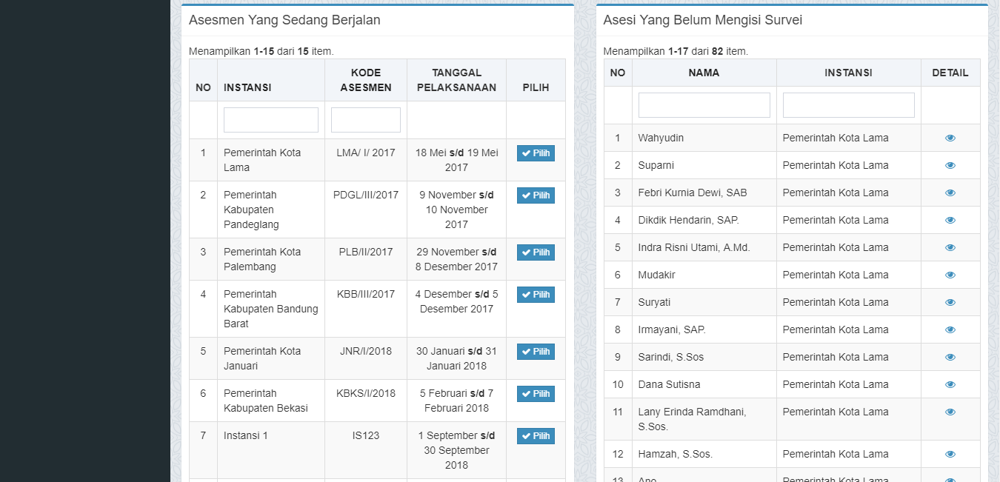 Asesmen Yang Sedang Berjalan
Menampilkan 1-15 dari 15 item.
NO INSTANSI KODE ASESMEN TANGGAL PELAKSANAAN PILIH
1 Pemerintah Kota Lama LMA/ I/ 2017 18 Mei s/d 19 Mei 2017 Pilih
2 Pemerintah Kabupaten Pandeglang PDGL/III/2017 9 November s/d 10 November 2017 Pilih
3 Pemerintah Kota Palembang PLB/II/2017 29 November s/d 8 Desember 2017 Pilih
4 Pemerintah Kabupaten Bandung Barat KBB/III/2017 4 Desember s/d 5 Desember 2017 Pilih
5 Pemerintah Kota Januari JNR/I/2018 30 Januari s/d 31 Januari 2018 Pilih
6 Pemerintah Kabupaten Bekasi KBKS/I/2018 5 Februari s/d 7 Februari 2018 Pilih
7 Instansi 1 IS123 1 September s/d 30 September 2018 Pilih
Asesi Yang Belum Mengisi Survei
Menampilkan 1-17 dari 82 item.
NO NAMA INSTANSI DETAIL
1 Wahyudin Pemerintah Kota Lama
2 Suparni Pemerintah Kota Lama
3 Febri Kurnia Dewi, SAB Pemerintah Kota Lama
4 Dikdik Hendarin, SAP. Pemerintah Kota Lama
5 Indra Risni Utami, A.Md. Pemerintah Kota Lama
6 Mudakir Pemerintah Kota Lama
7 Suryati Pemerintah Kota Lama
8 Irmayani, SAP. Pemerintah Kota Lama
9 Sarindi, S.Sos Pemerintah Kota Lama
10 Dana Sutisna Pemerintah Kota Lama
11 Lany Erinda Ramdhani, S.Sos. Pemerintah Kota Lama
12 Hamzah, S.Sos. Pemerintah Kota Lama
13 Pemerintah Kota Lama